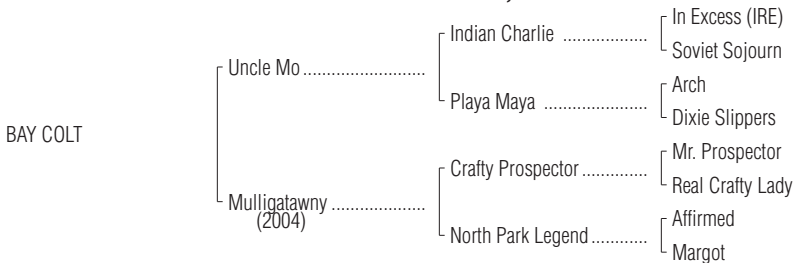 In Excess (IRE)
Indian Charlie ..................
Soviet Sojourn
Uncle Mo ..........................
Arch
Playa Maya ......................
Dixie Slippers
BAY COLT
Mr. Prospector
Crafty Prospector ..............
Real Crafty Lady
Mulligatawny ....................
(2004)
Affirmed
North Park Legend ............
Margot